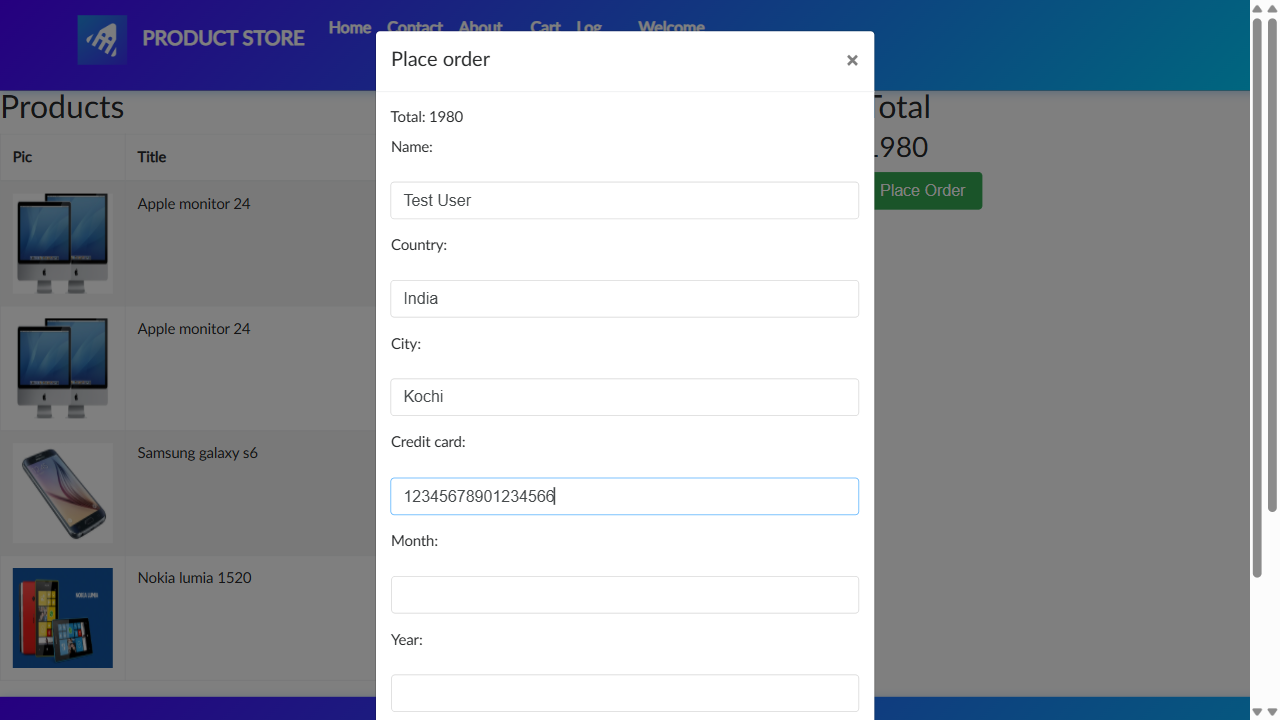 PRODUCT STORE
Home Contact About Cart Log Welcome
Place order
×
Products
Total
1980
Place Order
Pic Title
Apple monitor 24
Apple monitor 24
Samsung galaxy s6
Nokia lumia 1520
Total: 1980
Name:
Test User
Country:
India
City:
Kochi
Credit card:
12345678901234566
Month:
Year: